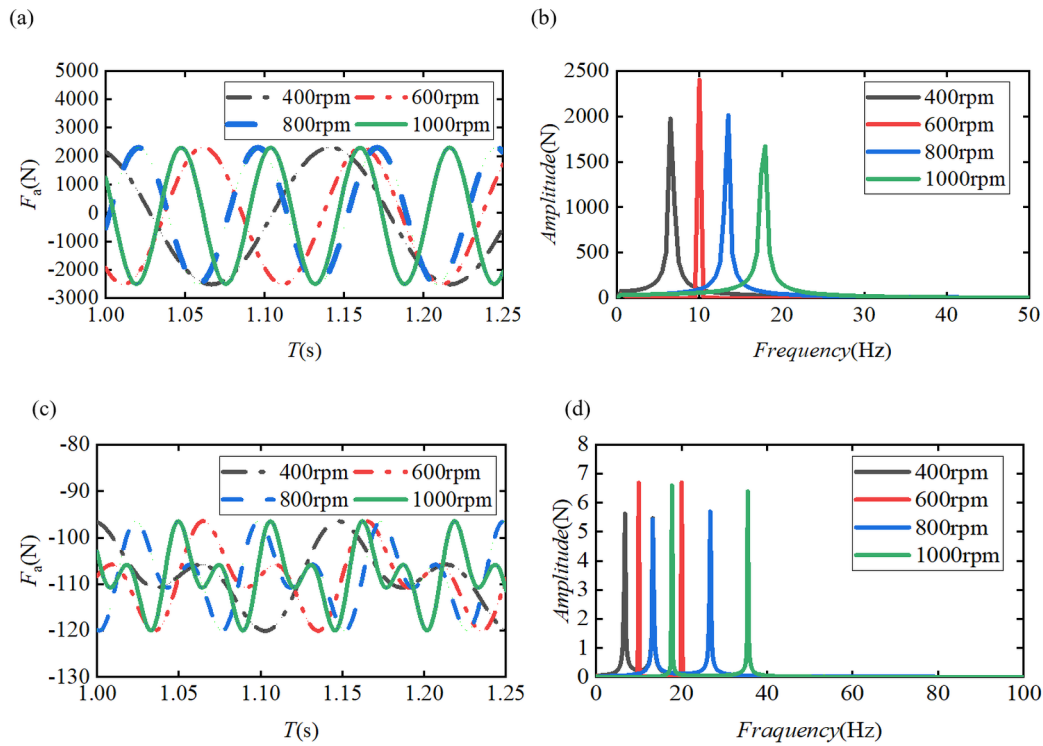 (a)
5000
4000
3000
2000
1000
0
-1000
-2000
-3000
Fa(N)
400rpm 600rpm
800rpm 1000rpm
1.00 1.05 1.10 1.15 1.20 1.25
T(s)
(b)
2500
2000
1500
1000
500
0
Amplitude(N)
400rpm
600rpm
800rpm
1000rpm
0 10 20 30 40 50
Frequency(Hz)
(c)
-80
-90
-100
-110
-120
-130
Fa(N)
400rpm 600rpm
800rpm 1000rpm
1.00 1.05 1.10 1.15 1.20 1.25
T(s)
(d)
8
7
6
5
4
3
2
1
0
Amplitude(N)
400rpm
600rpm
800rpm
1000rpm
0 20 40 60 80 100
Fraquency(Hz)